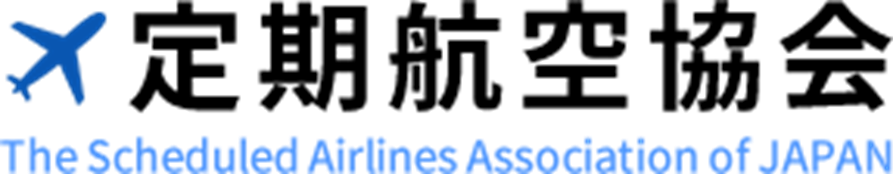 定期航空協会
The Scheduled Airlines Association of JAPAN